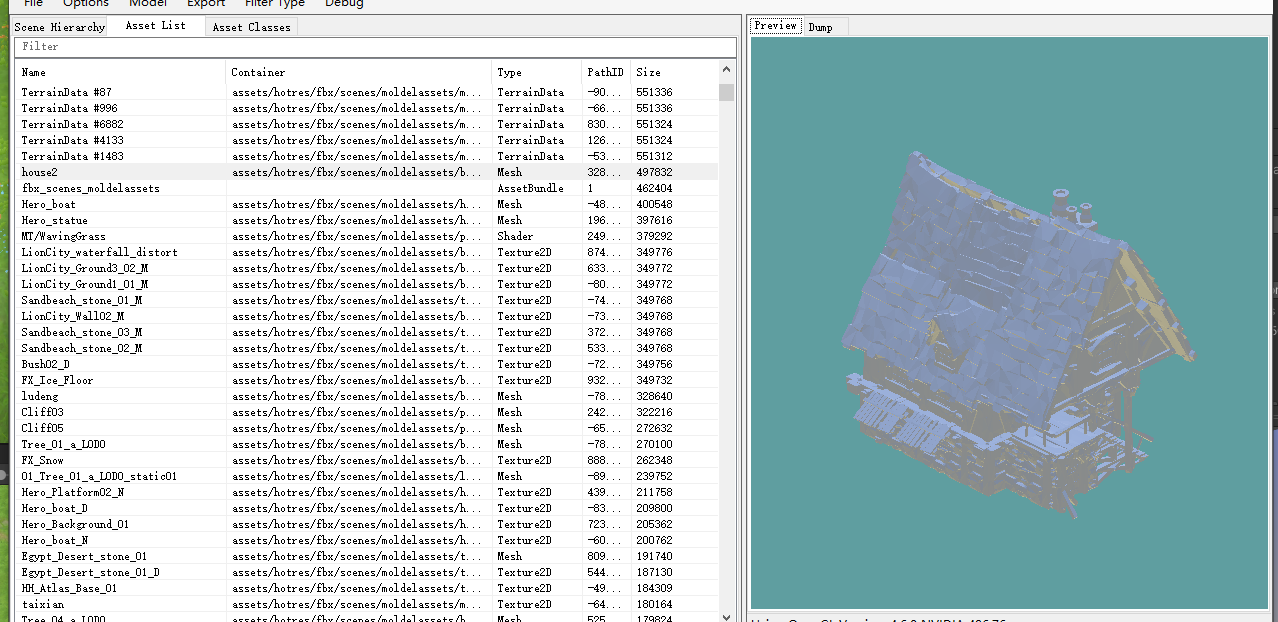 File Options Model Export Filter Type Debug
Scene Hierarchy Asset List Asset Classes
Filter
Name Container Type PathID Size
TerrainData #87 assets/hotres/fbx/scenes/moldelassets/m... TerrainData -90... 551336
TerrainData #996 assets/hotres/fbx/scenes/moldelassets/m... TerrainData -66... 551336
TerrainData #6882 assets/hotres/fbx/scenes/moldelassets/m... TerrainData 830... 551324
TerrainData #4133 assets/hotres/fbx/scenes/moldelassets/m... TerrainData 126... 551324
TerrainData #1483 assets/hotres/fbx/scenes/moldelassets/m... TerrainData -53... 551312
house2 assets/hotres/fbx/scenes/moldelassets/b... Mesh 328... 497832
fbx_scenes_moldelassets AssetBundle 1 462404
Hero_boat assets/hotres/fbx/scenes/moldelassets/h... Mesh -48... 400548
Hero_statue assets/hotres/fbx/scenes/moldelassets/h... Mesh 196... 397616
MT/WavingGrass assets/hotres/fbx/scenes/moldelassets/p... Shader 249... 379292
LionCity_waterfall_distort assets/hotres/fbx/scenes/moldelassets/b... Texture2D 874... 349776
LionCity_Ground3_02_M assets/hotres/fbx/scenes/moldelassets/b... Texture2D 633... 349772
LionCity_Ground1_01_M assets/hotres/fbx/scenes/moldelassets/b... Texture2D -80... 349772
Sandbeach_stone_01_M assets/hotres/fbx/scenes/moldelassets/t... Texture2D -74... 349768
LionCity_Wall02_M assets/hotres/fbx/scenes/moldelassets/b... Texture2D -73... 349768
Sandbeach_stone_03_M assets/hotres/fbx/scenes/moldelassets/t... Texture2D 372... 349768
Sandbeach_stone_02_M assets/hotres/fbx/scenes/moldelassets/t... Texture2D 533... 349768
Bush02_D assets/hotres/fbx/scenes/moldelassets/t... Texture2D -72... 349756
FX_Ice_Floor assets/hotres/fbx/scenes/moldelassets/b... Texture2D 932... 349732
ludeng assets/hotres/fbx/scenes/moldelassets/b... Mesh -78... 328640
Cliff03 assets/hotres/fbx/scenes/moldelassets/p... Mesh 242... 322216
Cliff05 assets/hotres/fbx/scenes/moldelassets/p... Mesh -65... 272632
Tree_01_a_LOD0 assets/hotres/fbx/scenes/moldelassets/b... Mesh -78... 270100
FX_Snow assets/hotres/fbx/scenes/moldelassets/b... Texture2D 888... 262348
01_Tree_01_a_LOD0_static01 assets/hotres/fbx/scenes/moldelassets/l... Mesh -89... 239752
Hero_Platform02_N assets/hotres/fbx/scenes/moldelassets/h... Texture2D 439... 211758
Hero_boat_D assets/hotres/fbx/scenes/moldelassets/h... Texture2D -83... 209800
Hero_Background_01 assets/hotres/fbx/scenes/moldelassets/h... Texture2D 723... 205362
Hero_boat_N assets/hotres/fbx/scenes/moldelassets/h... Texture2D -60... 200762
Egypt_Desert_stone_01 assets/hotres/fbx/scenes/moldelassets/t... Mesh 809... 191740
Egypt_Desert_stone_01_D assets/hotres/fbx/scenes/moldelassets/t... Texture2D 544... 187130
HH_Atlas_Base_01 assets/hotres/fbx/scenes/moldelassets/t... Texture2D -49... 184309
taixian assets/hotres/fbx/scenes/moldelassets/m... Texture2D -64... 180164
Tree_04_a_LOD0 assets/hotres/fbx/scenes/moldelassets/b... Mesh 525... 179824
Preview Dump